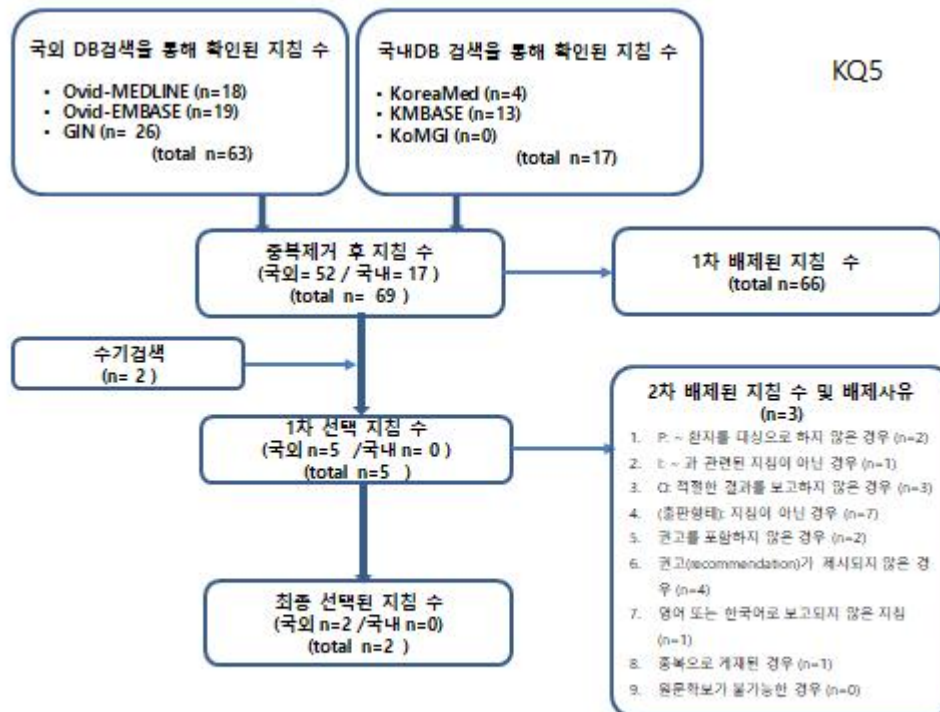 국외 DB검색을 통해 확인된 지침 수
• Ovid-MEDLINE (n=18)
• Ovid-EMBASE (n=19)
• GIN (n= 26)
(total n=63)
국내DB 검색을 통해 확인된 지침 수
• KoreaMed (n=4)
• KMBASE (n=13)
• KoMGI (n=0)
(total n=17)
KQ5
중복제거 후 지침 수
(국외= 52 / 국내= 17)
(total n= 69 )
1차 배제된 지침 수
(total n=66)
수기검색
(n= 2 )
1차 선택 지침 수
(국외 n=5 /국내 n= 0 )
(total n=5 )
2차 배제된 지침 수 및 배제사유
(n=3)
1. P: ~ 환자를 대상으로 하지 않은 경우 (n=2)
2. I: ~ 과 관련된 지침이 아닌 경우 (n=1)
3. O: 적절한 결과를 보고하지 않은 경우 (n=3)
4. (출판형태): 지침이 아닌 경우 (n=7)
5. 권고를 포함하지 않은 경우 (n=2)
6. 권고(recommendation)가 제시되지 않은 경
우 (n=4)
7. 영어 또는 한국어로 보고되지 않은 지침
(n=1)
8. 중복으로 게재된 경우 (n=1)
9. 원문확보가 불가능한 경우 (n=0)
최종 선택된 지침 수
(국외 n=2 /국내 n=0)
(total n=2 )